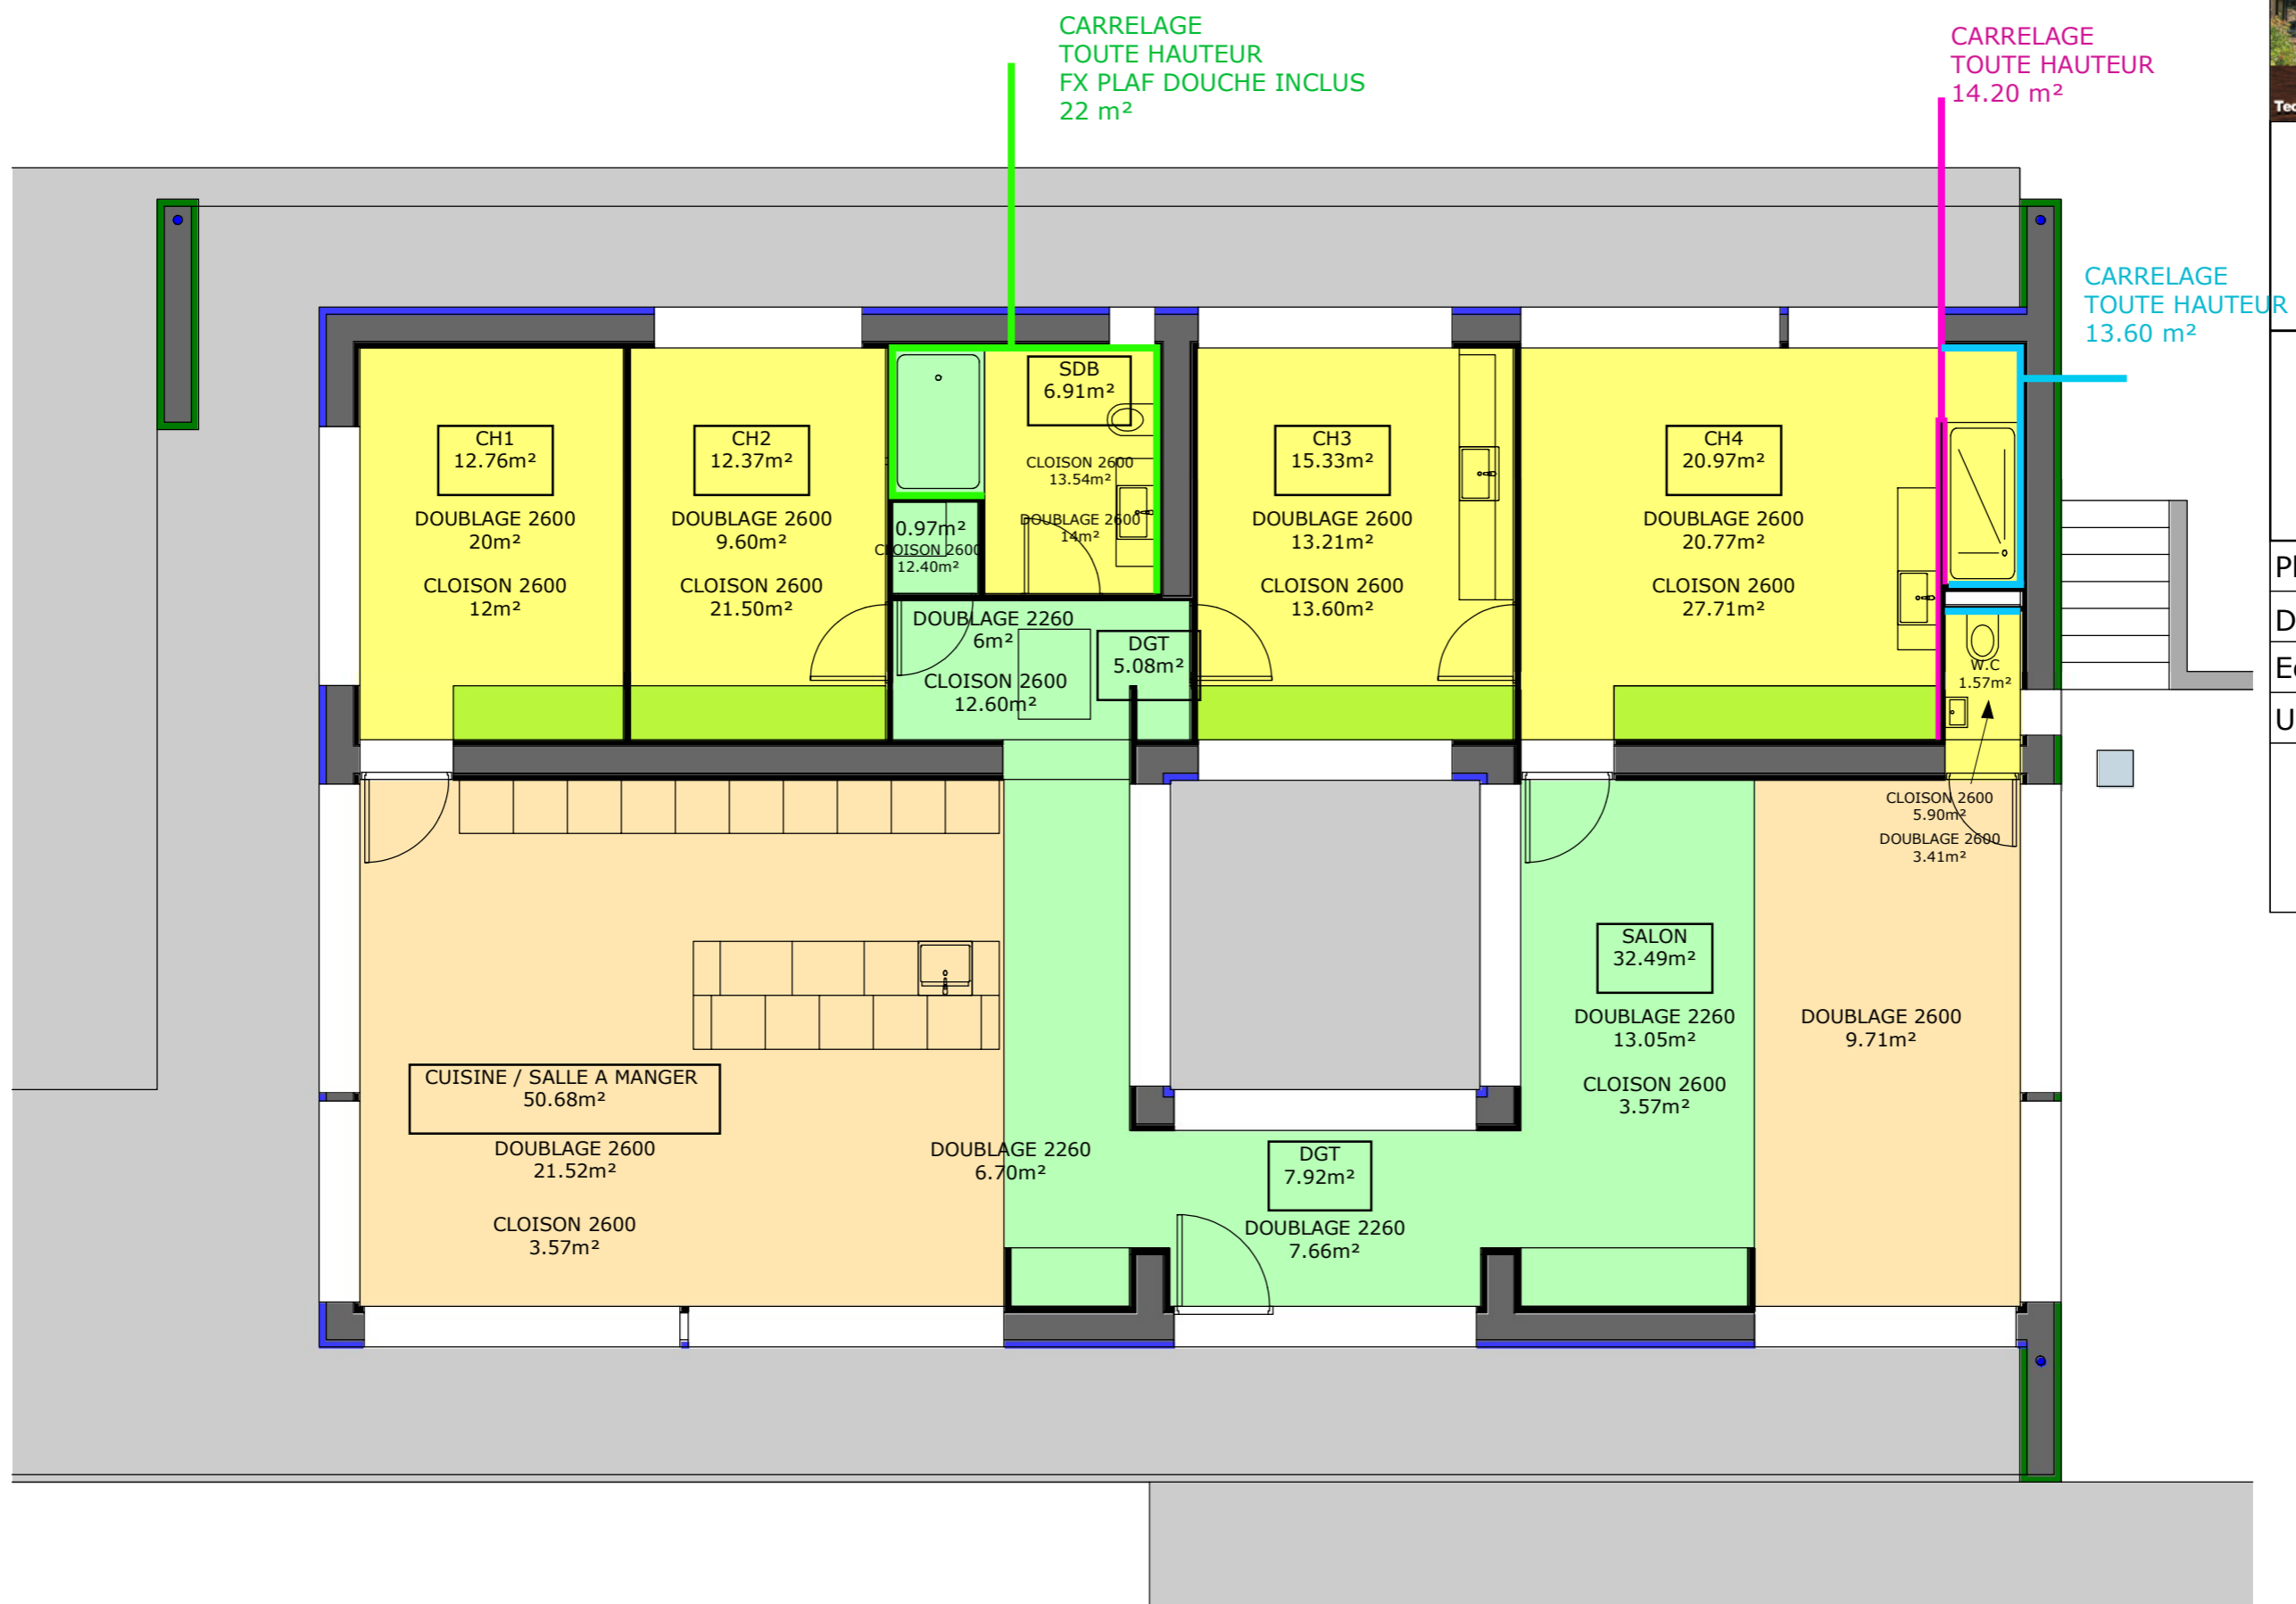 CARRELAGE
TOUTE HAUTEUR
FX PLAF DOUCHE INCLUS
22 m²
CARRELAGE
TOUTE HAUTEUR
14.20 m²
CARRELAGE
TOUTE HAUTEUR
13.60 m²
CH1
12.76m²
DOUBLAGE 2600
20m²
CLOISON 2600
12m²
CH2
12.37m²
DOUBLAGE 2600
9.60m²
CLOISON 2600
21.50m²
SDB
6.91m²
CLOISON 2600
13.54m²
DOUBLAGE 2600
14m²
0.97m²
CLOISON 2600
12.40m²
DOUBLAGE 2260
6m²
CLOISON 2600
12.60m²
DGT
5.08m²
CH3
15.33m²
DOUBLAGE 2600
13.21m²
CLOISON 2600
13.60m²
CH4
20.97m²
DOUBLAGE 2600
20.77m²
CLOISON 2600
27.71m²
W.C
1.57m²
CLOISON 2600
5.90m²
DOUBLAGE 2600
3.41m²
CUISINE / SALLE A MANGER
50.68m²
DOUBLAGE 2600
21.52m²
CLOISON 2600
3.57m²
DOUBLAGE 2260
6.70m²
DGT
7.92m²
DOUBLAGE 2260
7.66m²
SALON
32.49m²
DOUBLAGE 2260
13.05m²
CLOISON 2600
3.57m²
DOUBLAGE 2600
9.71m²